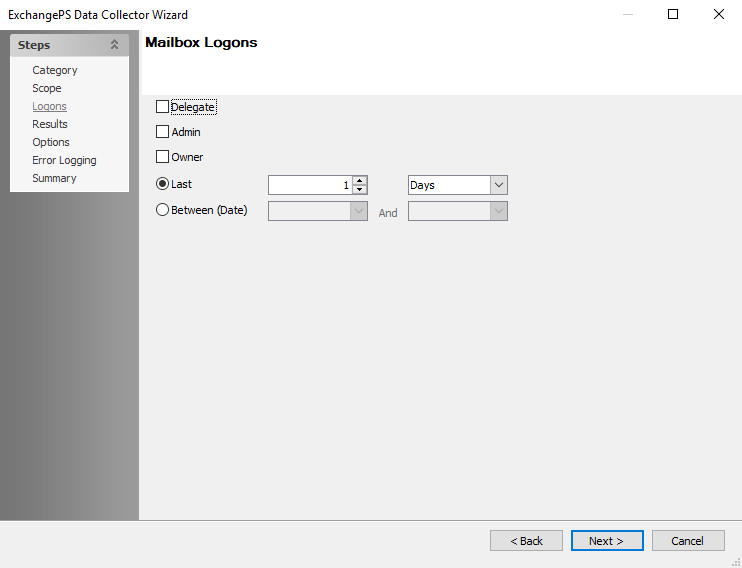 ExchangePS Data Collector Wizard
Steps
Category
Scope
Logons
Results
Options
Error Logging
Summary
Mailbox Logons
Delegate
Admin
Owner
Last 1 Days
Between (Date) And
< Back Next > Cancel